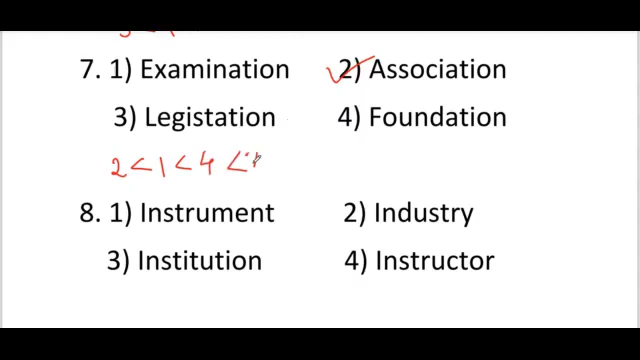 7. 1) Examination 2) Association
3) Legistation 4) Foundation
2 < 1 < 4 <
8. 1) Instrument 2) Industry
3) Institution 4) Instructor